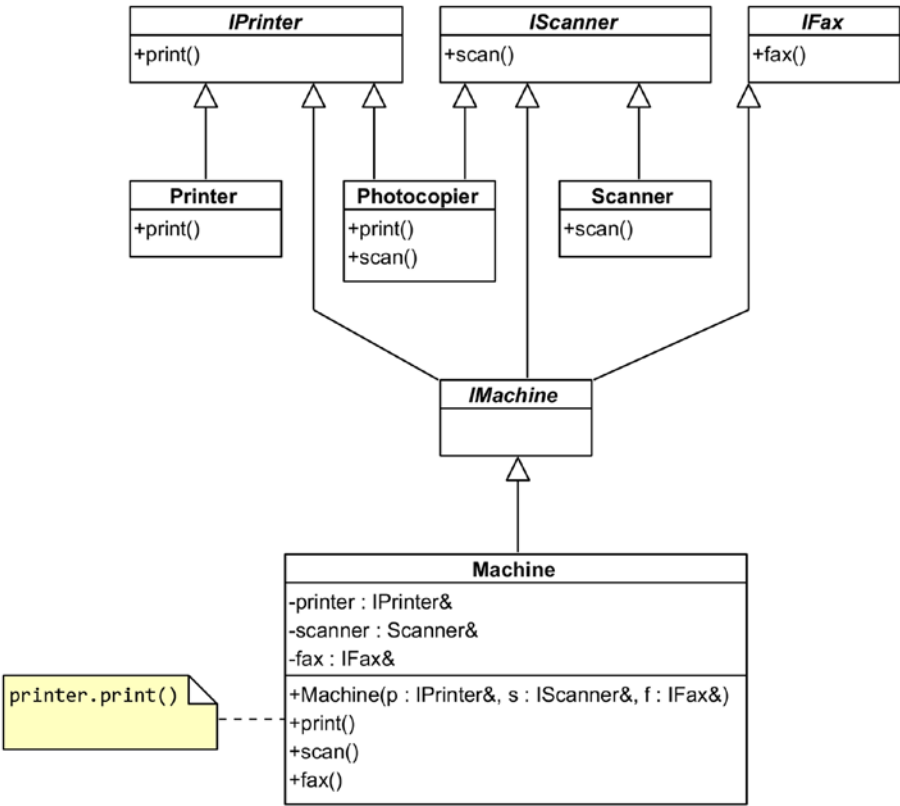 IPrinter
+print()
IScanner
+scan()
IFax
+fax()
Printer
+print()
Photocopier
+print()
+scan()
Scanner
+scan()
IMachine
Machine
-printer : IPrinter&
-scanner : Scanner&
-fax : IFax&
+Machine(p : IPrinter&, s : IScanner&, f : IFax&)
+print()
+scan()
+fax()
printer.print()